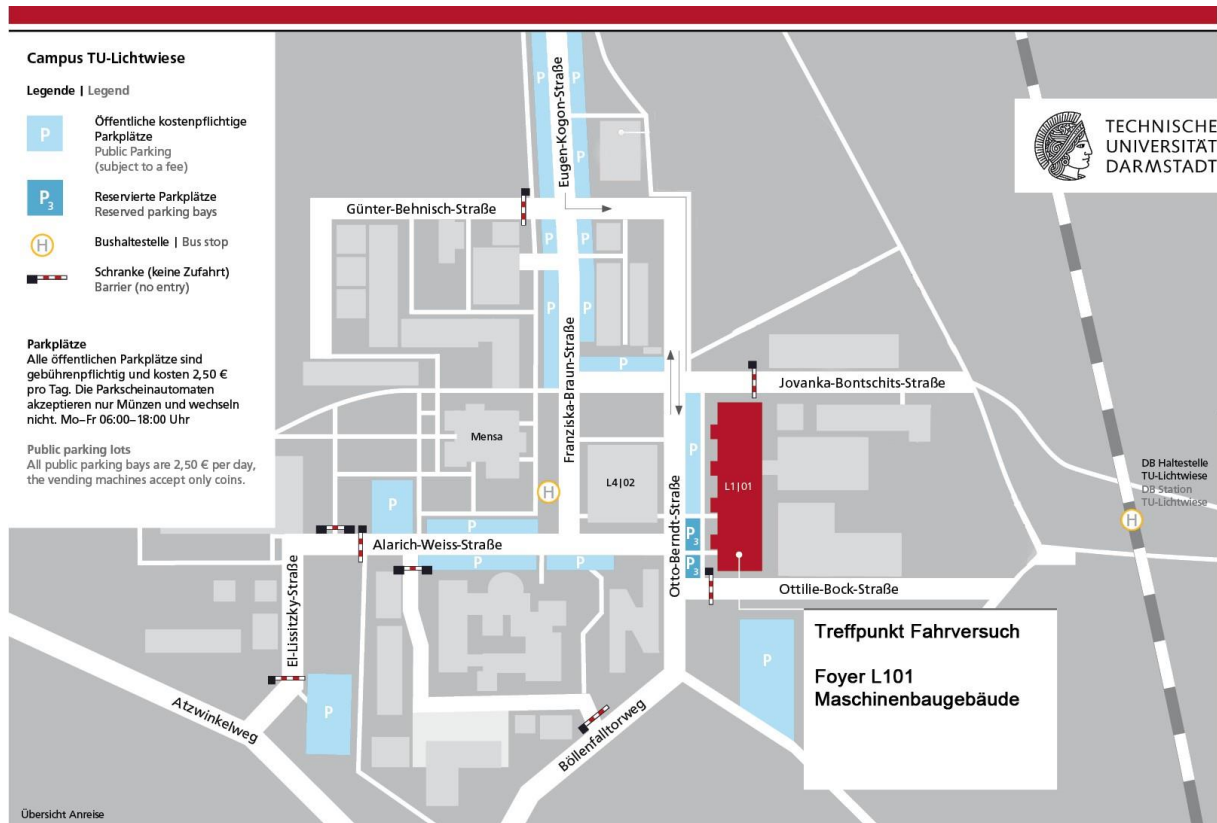 Campus TU-Lichtwiese
Legende | Legend
P
Öffentliche kostenpflichtige
Parkplätze
Public Parking
(subject to a fee)
P3
Reservierte Parkplätze
Reserved parking bays
H
Bushaltestelle | Bus stop
Schranke (keine Zufahrt)
Barrier (no entry)
Parkplätze
Alle öffentlichen Parkplätze sind
gebührenpflichtig und kosten 2,50 €
pro Tag. Die Parkscheinautomaten
akzeptieren nur Münzen und wechseln
nicht. Mo–Fr 06:00–18:00 Uhr
Public parking lots
All public parking bays are 2,50 € per day,
the vending machines accept only coins.
TECHNISCHE
UNIVERSITÄT
DARMSTADT
P
P
Eugen-Kogon-Straße
P
P
Günter-Behnisch-Straße
P
P
P
P
Franziska-Braun-Straße
P
Jovanka-Bontschits-Straße
Mensa
P
L4|02
L1|01
H
P
Otto-Berndt-Straße
DB Haltestelle
TU-Lichtwiese
DB Station
TU-Lichtwiese
H
P
P3
Alarich-Weiss-Straße
P
P
P3
El-Lissitzky-Straße
Ottilie-Bock-Straße
Treffpunkt Fahrversuch
Foyer L101
Maschinenbaugebäude
P
P
Atzwinkelweg
Böllenfalltorweg
Übersicht Anreise